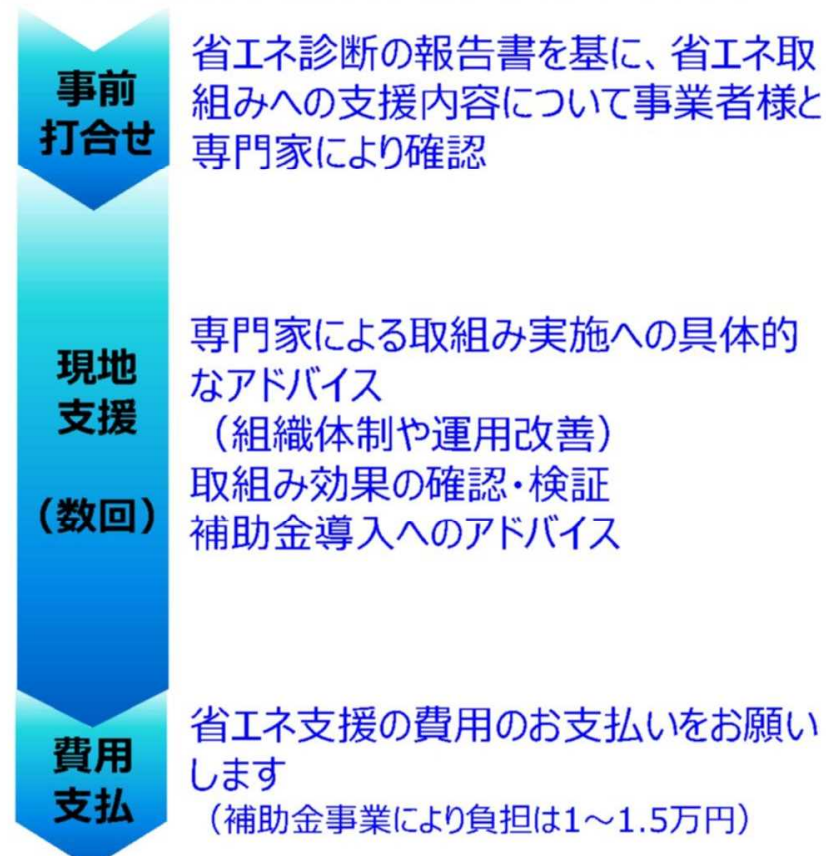 事前
打合せ
省エネ診断の報告書を基に、省エネ取
組みへの支援内容について事業者様と
専門家により確認
現地
支援
（数回）
専門家による取組み実施への具体的
なアドバイス
（組織体制や運用改善）
取組み効果の確認・検証
補助金導入へのアドバイス
費用
支払
省エネ支援の費用のお支払いをお願い
します
（補助金事業により負担は1～1.5万円）